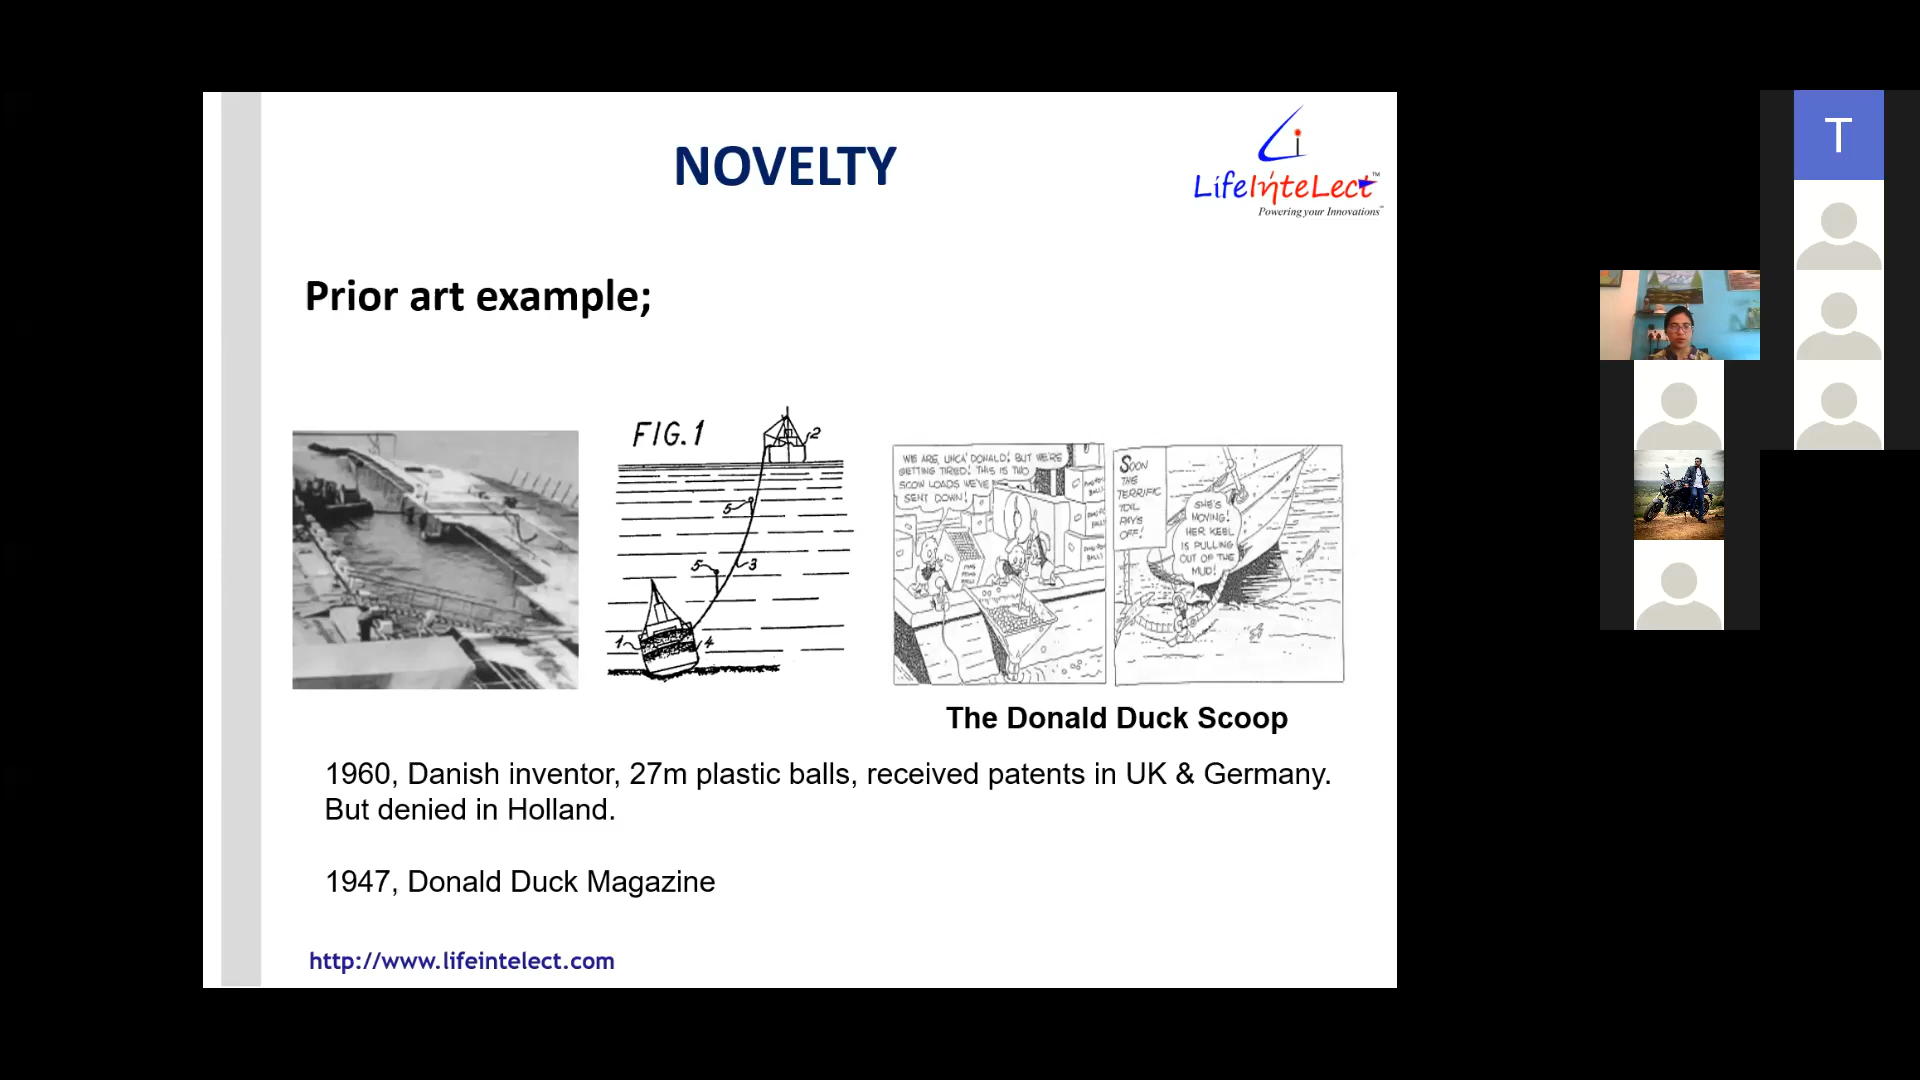 NOVELTY
i
LifeInteLect™
Powering your Innovations
T
Prior art example;
FIG.1
2
5
5
3
1
4
WE ARE, UNCA' DONALD! BUT WE'RE
GETTING TIRED! THIS IS TWO
SCOW LOADS WE'VE
SENT DOWN!
SOON
THE
TERRIFIC
TOIL
PAYS
OFF!
SHE'S
MOVING!
HER KEEL
IS PULLING
OUT OF THE
MUD!
The Donald Duck Scoop
1960, Danish inventor, 27m plastic balls, received patents in UK & Germany.
But denied in Holland.
1947, Donald Duck Magazine
http://www.lifeintelect.com